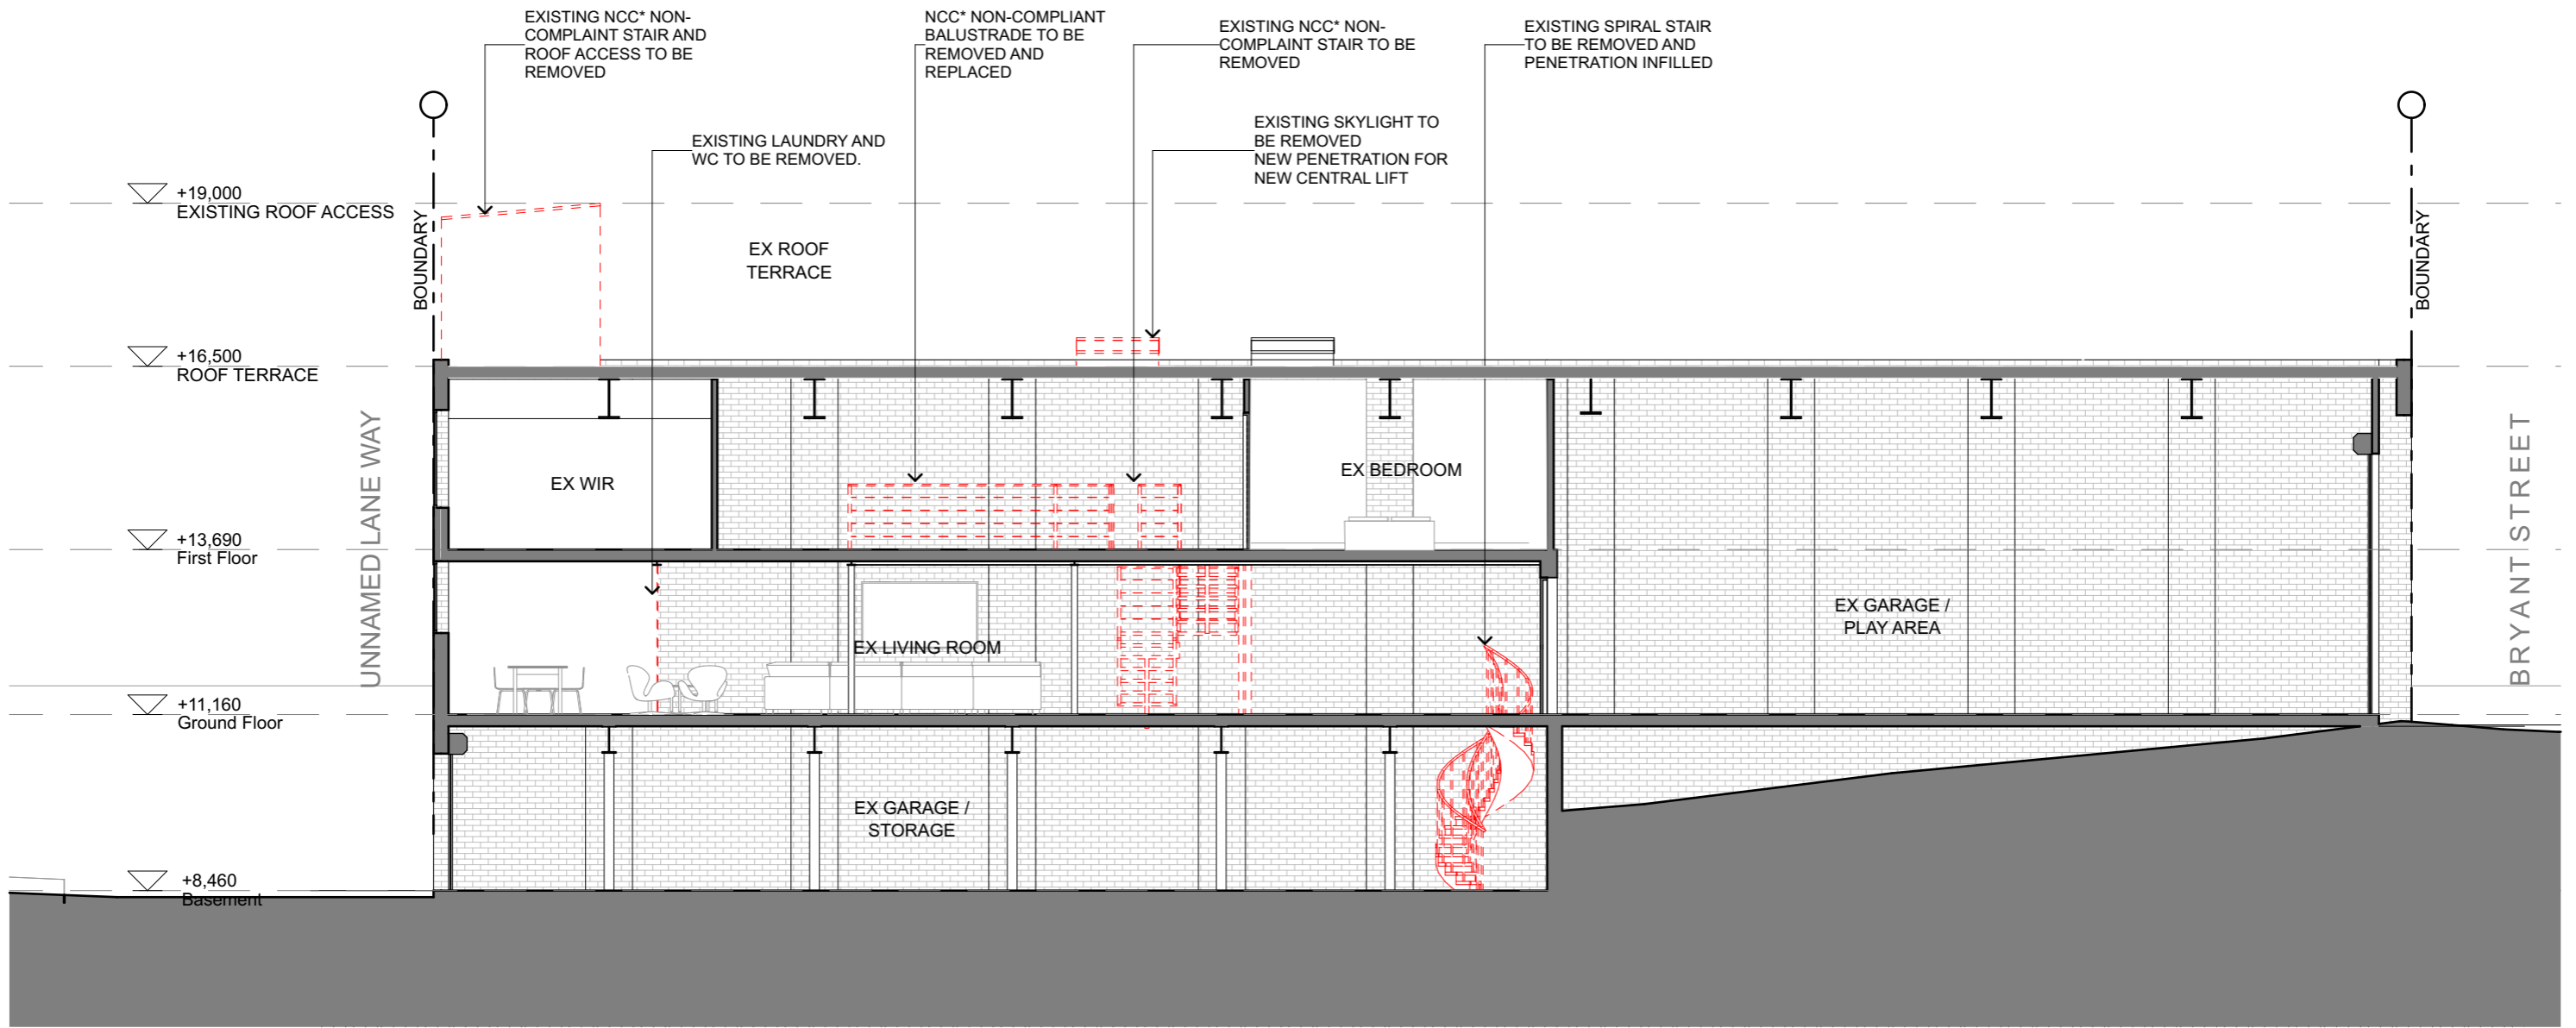 EXISTING NCC* NON-
COMPLAINT STAIR AND
ROOF ACCESS TO BE
REMOVED
NCC* NON-COMPLIANT
BALUSTRADE TO BE
REMOVED AND
REPLACED
EXISTING NCC* NON-
COMPLAINT STAIR TO BE
REMOVED
EXISTING SPIRAL STAIR
TO BE REMOVED AND
PENETRATION INFILLED
EXISTING LAUNDRY AND
WC TO BE REMOVED.
EXISTING SKYLIGHT TO
BE REMOVED
NEW PENETRATION FOR
NEW CENTRAL LIFT
+19,000
EXISTING ROOF ACCESS
BOUNDARY
EX ROOF
TERRACE
BOUNDARY
+16,500
ROOF TERRACE
UNNAMED LANE WAY
EX WIR
EX BEDROOM
BRYANT STREET
+13,690
First Floor
EX LIVING ROOM
EX GARAGE /
PLAY AREA
+11,160
Ground Floor
EX GARAGE /
STORAGE
+8,460
Basement